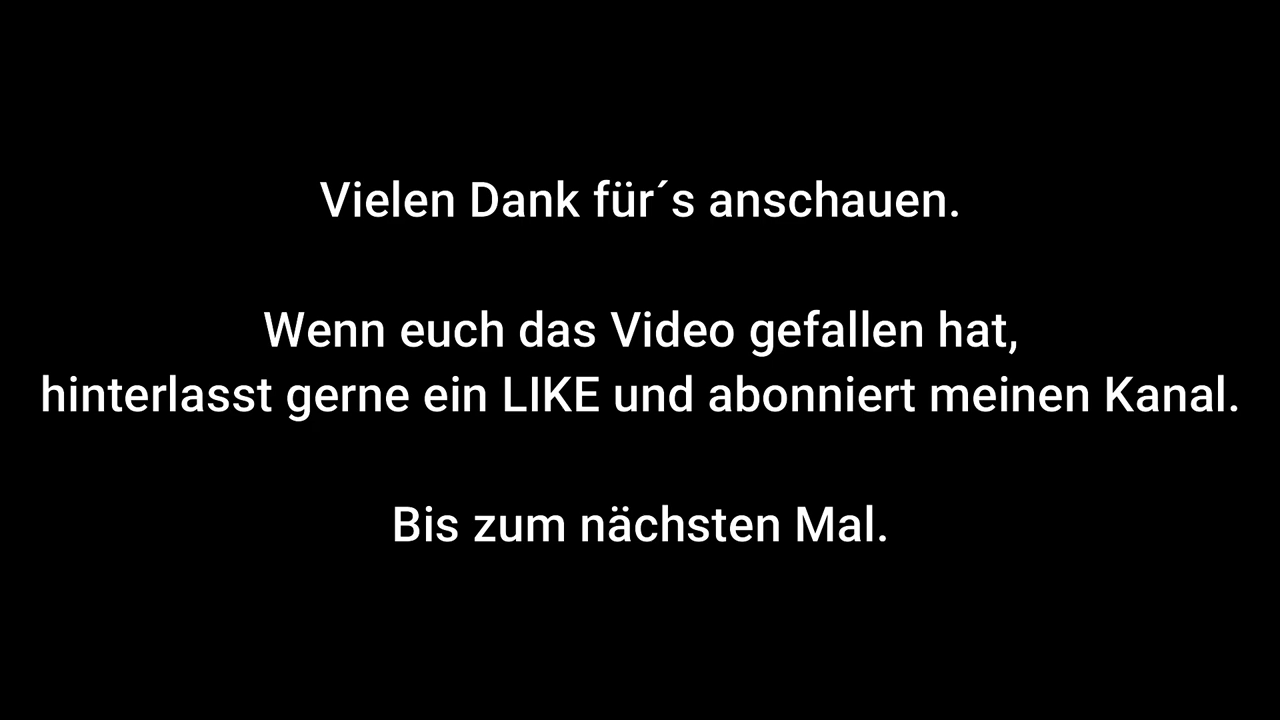 Vielen Dank für´s anschauen.
Wenn euch das Video gefallen hat,
hinterlasst gerne ein LIKE und abonniert meinen Kanal.
Bis zum nächsten Mal.